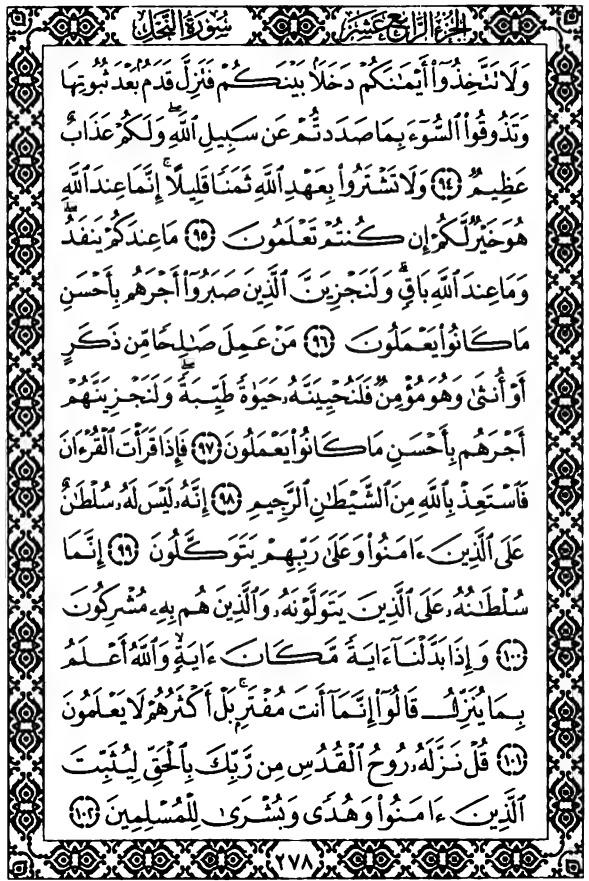 الجزء الرابع عشر سورة النحل
وَلَا تَتَّخِذُوٓا۟ أَيْمَٰنَكُمْ دَخَلًۢا بَيْنَكُمْ فَتَزِلَّ قَدَمٌۢ بَعْدَ ثُبُوتِهَا
وَتَذُوقُوا۟ ٱلسُّوٓءَ بِمَا صَدَدتُّمْ عَن سَبِيلِ ٱللَّهِ ۖ وَلَكُمْ عَذَابٌ
عَظِيمٌ ﴿٩٤﴾ وَلَا تَشْتَرُوا۟ بِعَهْدِ ٱللَّهِ ثَمَنًا قَلِيلًا ۚ إِنَّمَا عِندَ ٱللَّهِ
هُوَ خَيْرٌ لَّكُمْ إِن كُنتُمْ تَعْلَمُونَ ﴿٩٥﴾ مَا عِندَكُمْ يَنفَدُ ۖ
وَمَا عِندَ ٱللَّهِ بَاقٍ ۗ وَلَنَجْزِيَنَّ ٱلَّذِينَ صَبَرُوٓا۟ أَجْرَهُم بِأَحْسَنِ
مَا كَانُوا۟ يَعْمَلُونَ ﴿٩٦﴾ مَنْ عَمِلَ صَٰلِحًا مِّن ذَكَرٍ
أَوْ أُنثَىٰ وَهُوَ مُؤْمِنٌ فَلَنُحْيِيَنَّهُۥ حَيَوٰةً طَيِّبَةً ۖ وَلَنَجْزِيَنَّهُمْ
أَجْرَهُم بِأَحْسَنِ مَا كَانُوا۟ يَعْمَلُونَ ﴿٩٧﴾ فَإِذَا قَرَأْتَ ٱلْقُرْءَانَ
فَٱسْتَعِذْ بِٱللَّهِ مِنَ ٱلشَّيْطَٰنِ ٱلرَّجِيمِ ﴿٩٨﴾ إِنَّهُۥ لَيْسَ لَهُۥ سُلْطَٰنٌ
عَلَى ٱلَّذِينَ ءَامَنُوا۟ وَعَلَىٰ رَبِّهِمْ يَتَوَكَّلُونَ ﴿٩٩﴾ إِنَّمَا
سُلْطَٰنُهُۥ عَلَى ٱلَّذِينَ يَتَوَلَّوْنَهُۥ وَٱلَّذِينَ هُم بِهِۦ مُشْرِكُونَ
﴿١٠٠﴾ وَإِذَا بَدَّلْنَآ ءَايَةً مَّكَانَ ءَايَةٍ ۙ وَٱللَّهُ أَعْلَمُ
بِمَا يُنَزِّلُ قَالُوٓا۟ إِنَّمَآ أَنتَ مُفْتَرٍۭ ۚ بَلْ أَكْثَرُهُمْ لَا يَعْلَمُونَ
﴿١٠١﴾ قُلْ نَزَّلَهُۥ رُوحُ ٱلْقُدُسِ مِن رَّبِّكَ بِٱلْحَقِّ لِيُثَبِّتَ
ٱلَّذِينَ ءَامَنُوا۟ وَهُدًى وَبُشْرَىٰ لِلْمُسْلِمِينَ ﴿١٠٢﴾
٢٧٨